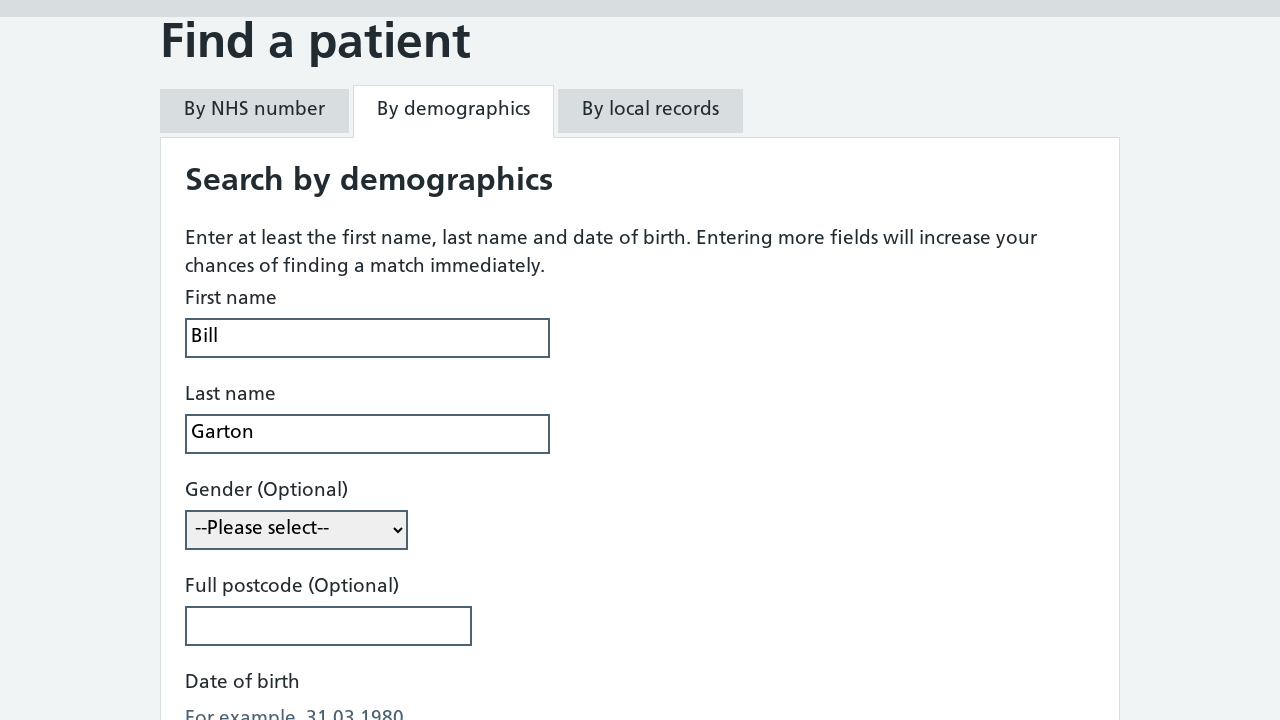 Find a patient
By NHS number
By demographics
By local records
Search by demographics
Enter at least the first name, last name and date of birth. Entering more fields will increase your
chances of finding a match immediately.
First name
Bill
Last name
Garton
Gender (Optional)
--Please select--
Full postcode (Optional)
Date of birth
For example, 31 03 1980